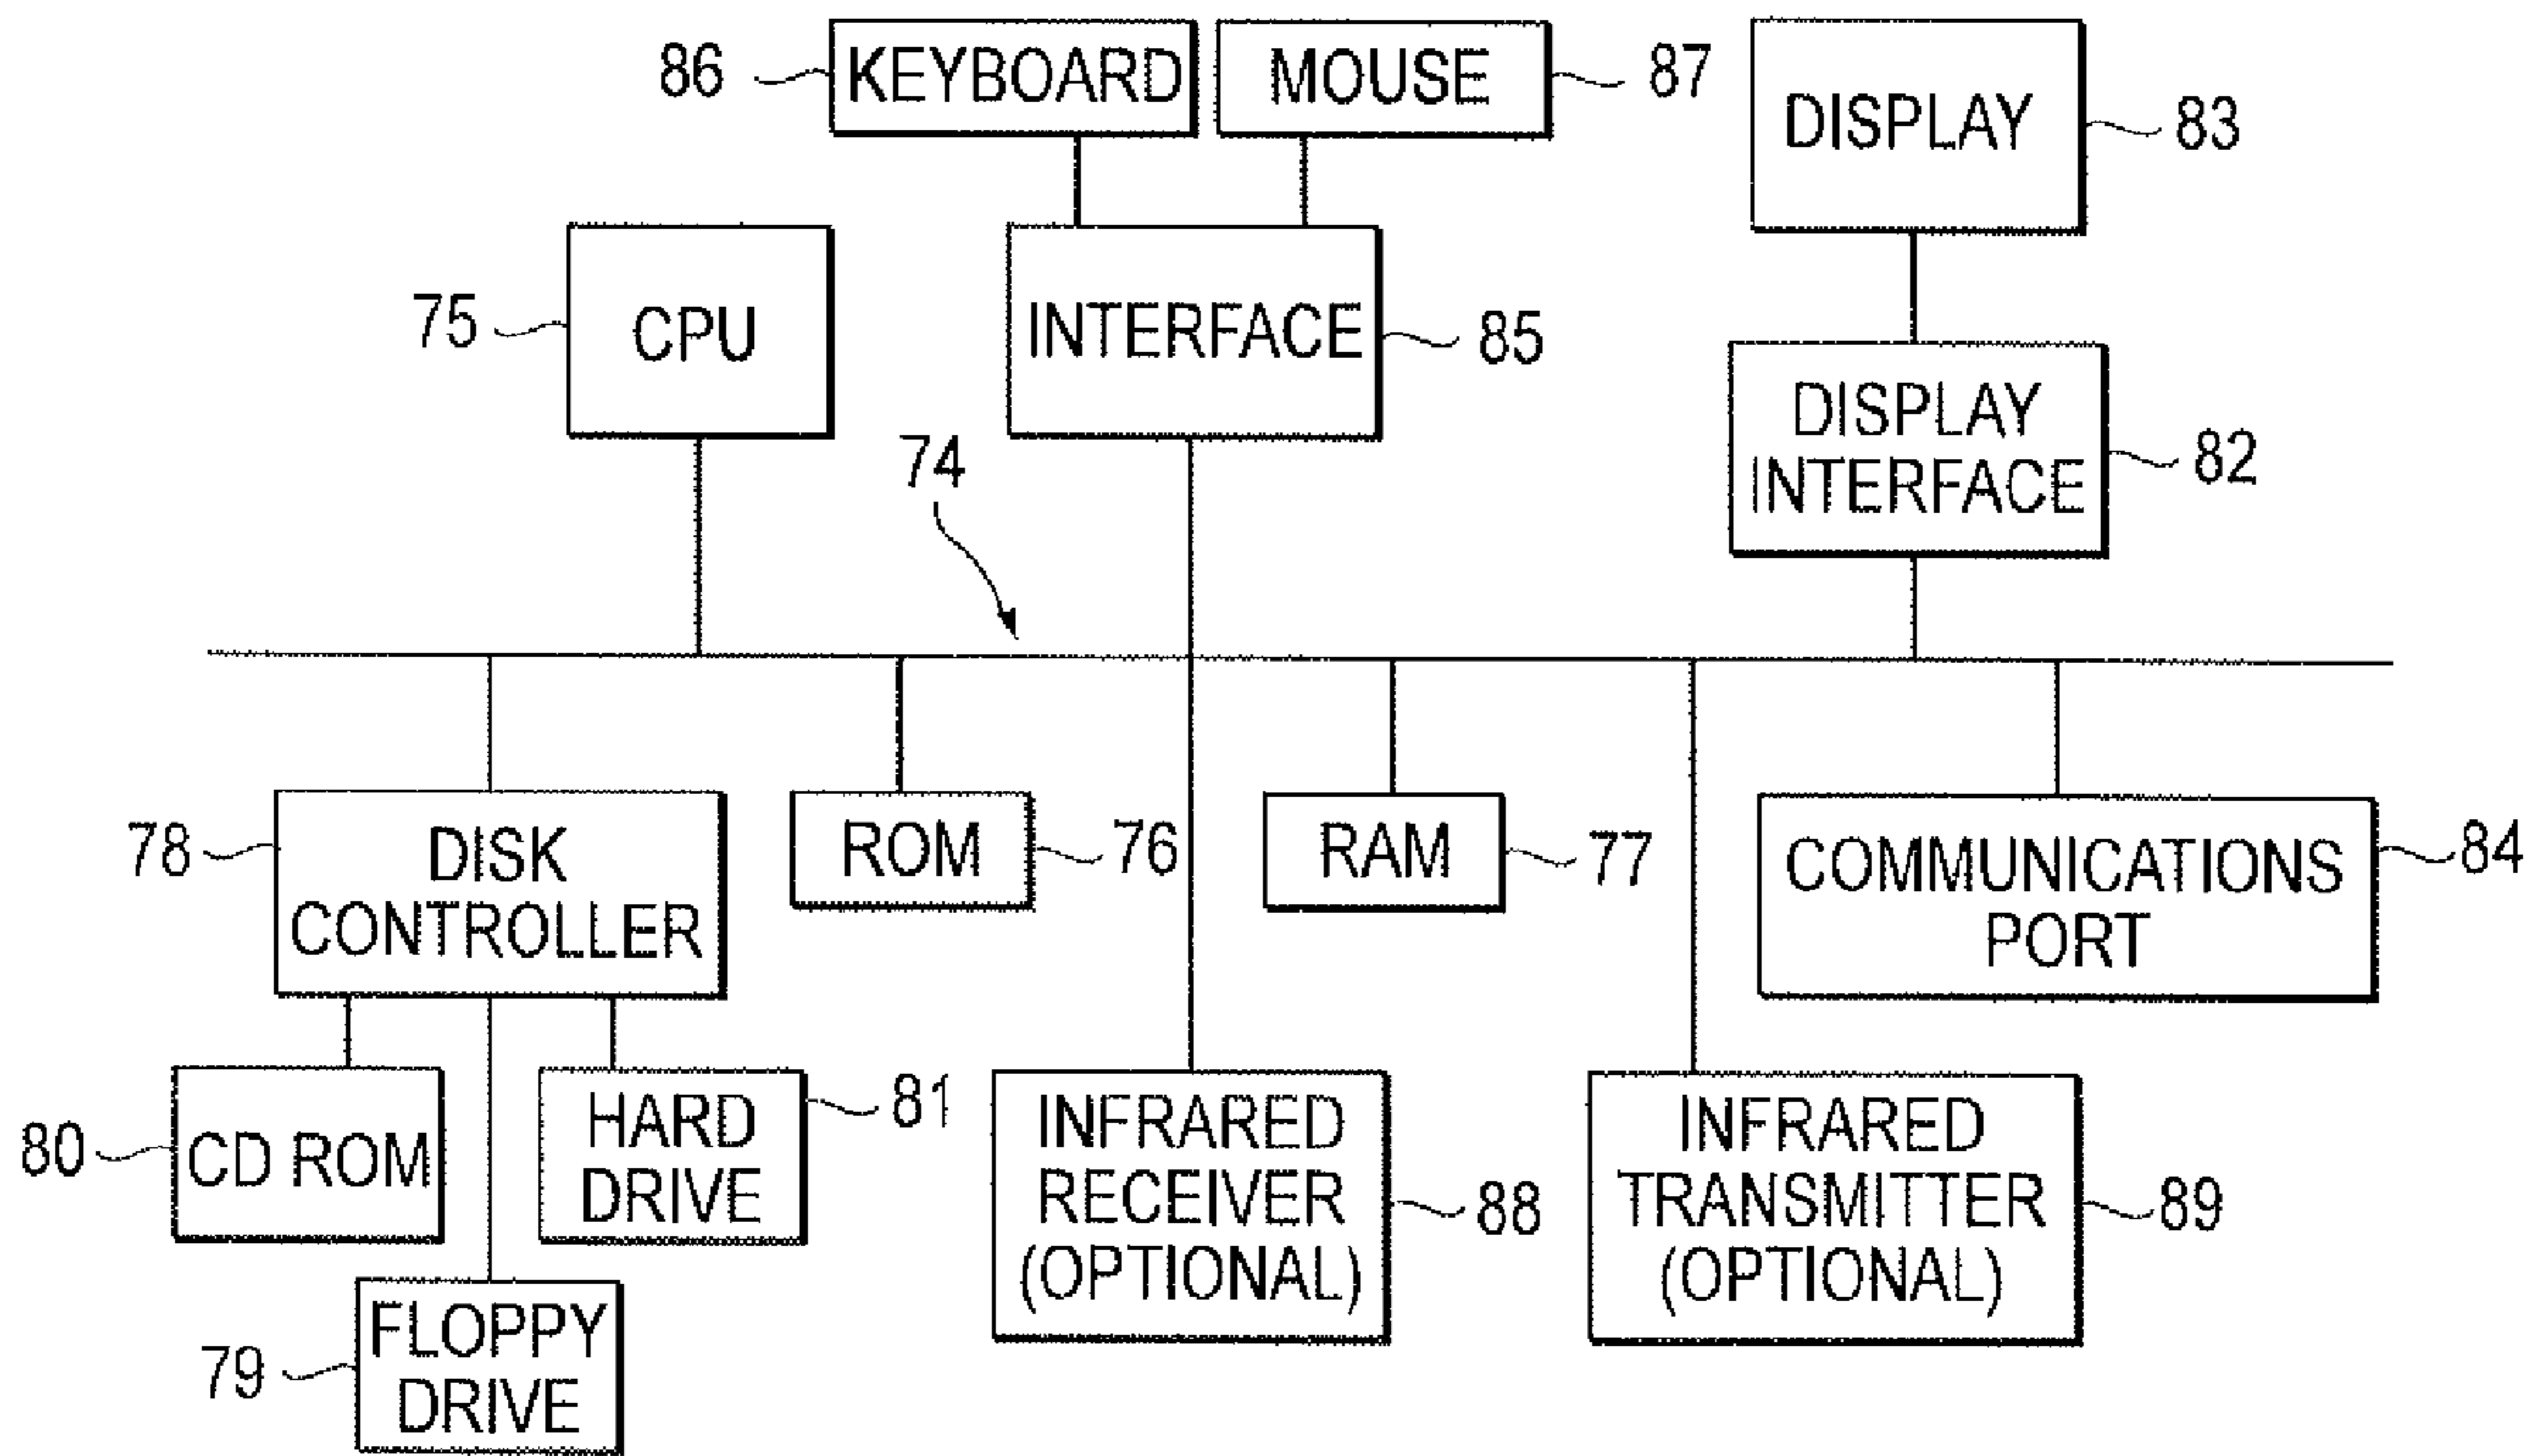 86
KEYBOARD
MOUSE
87
DISPLAY
83
75
CPU
INTERFACE
85
DISPLAY
INTERFACE
82
74
78
DISK
CONTROLLER
ROM
76
RAM
77
COMMUNICATIONS
PORT
84
80
CD ROM
HARD
DRIVE
81
INFRARED
RECEIVER
(OPTIONAL)
88
INFRARED
TRANSMITTER
(OPTIONAL)
89
79
FLOPPY
DRIVE